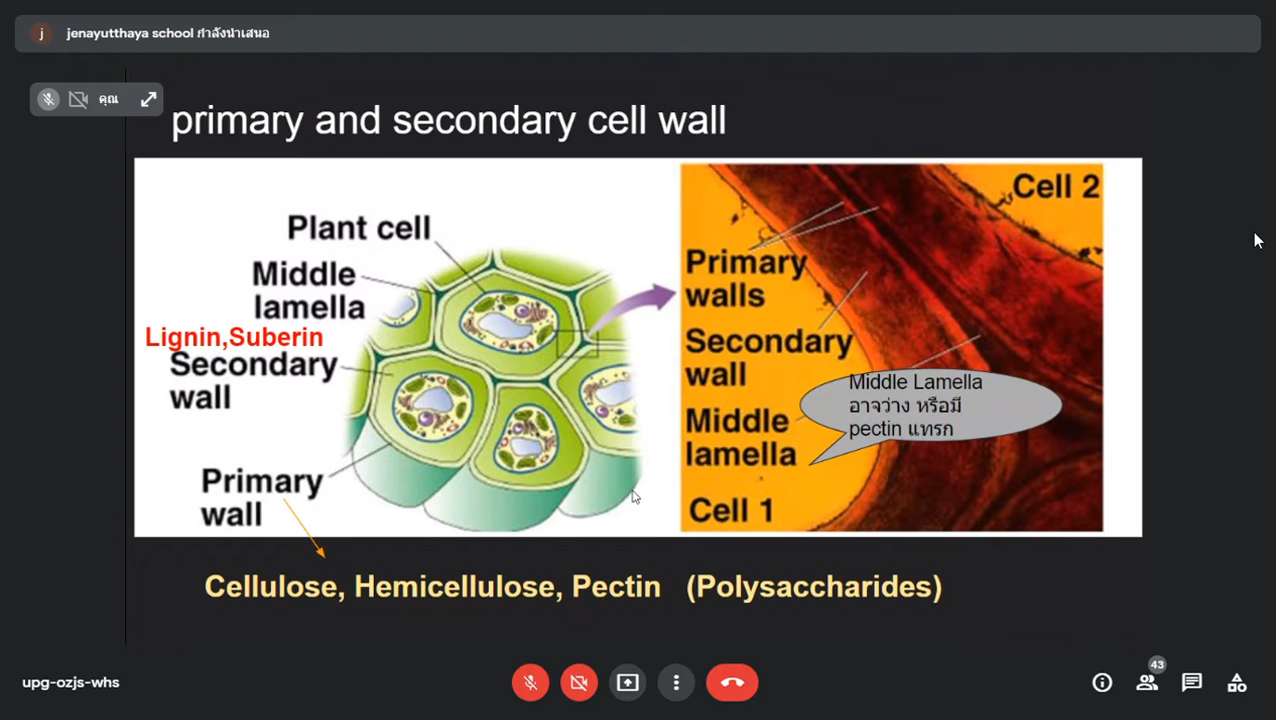 j jenayutthaya school กำลังนำเสนอ
คุณ
primary and secondary cell wall
Plant cell
Middle
lamella
Lignin,Suberin
Secondary
wall
Primary
wall
Cell 2
Primary
walls
Secondary
wall
Middle
lamella
Cell 1
Middle Lamella
อาจว่าง หรือมี
pectin แทรก
Cellulose, Hemicellulose, Pectin (Polysaccharides)
upg-ozjs-whs
43